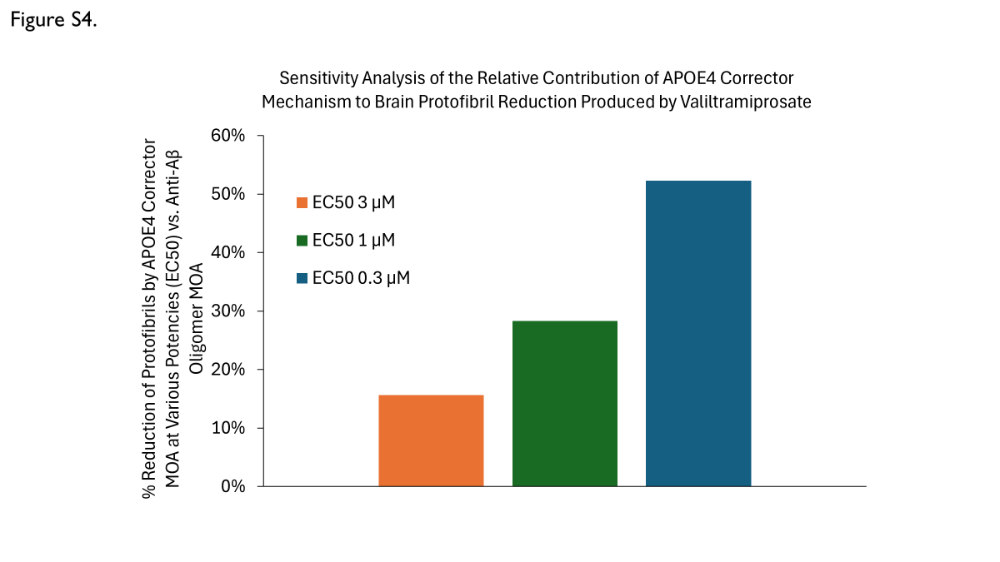 Figure S4.
Sensitivity Analysis of the Relative Contribution of APOE4 Corrector
Mechanism to Brain Protofibril Reduction Produced by Valiltramiprosate
% Reduction of Protofibrils by APOE4 Corrector
MOA at Various Potencies (EC50) vs. Anti-Aβ
Oligomer MOA
60%
50%
40%
30%
20%
10%
0%
EC50 3 µM
EC50 1 µM
EC50 0.3 µM